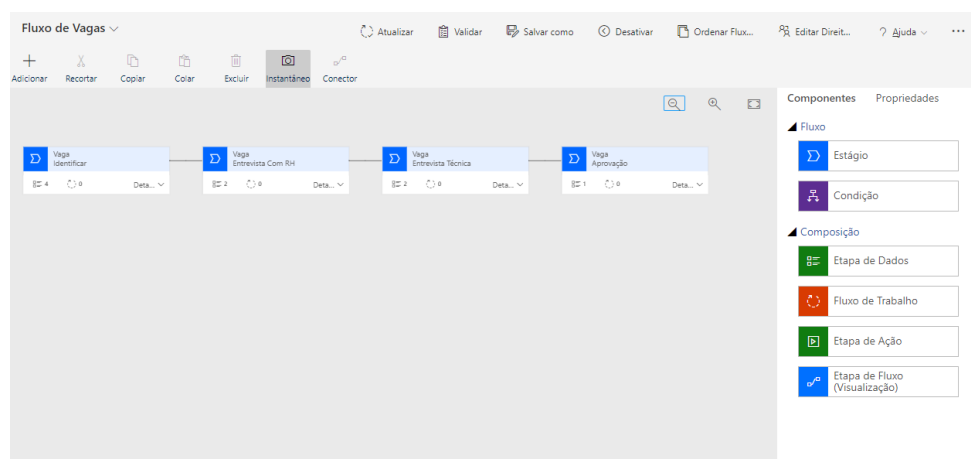 Fluxo de Vagas
Atualizar
Validar
Salvar como
Desativar
Ordenar Flux...
Editar Direit...
? Ajuda
...
Adicionar
Recortar
Copiar
Colar
Excluir
Instantâneo
Conector
Componentes
Propriedades
Fluxo
Estágio
Condição
Composição
Etapa de Dados
Fluxo de Trabalho
Etapa de Ação
Etapa de Fluxo
(Visualização)
Vaga
Identificar
4
0
Deta...
Vaga
Entrevista Com RH
2
0
Deta...
Vaga
Entrevista Técnica
2
0
Deta...
Vaga
Aprovação
1
0
Deta...